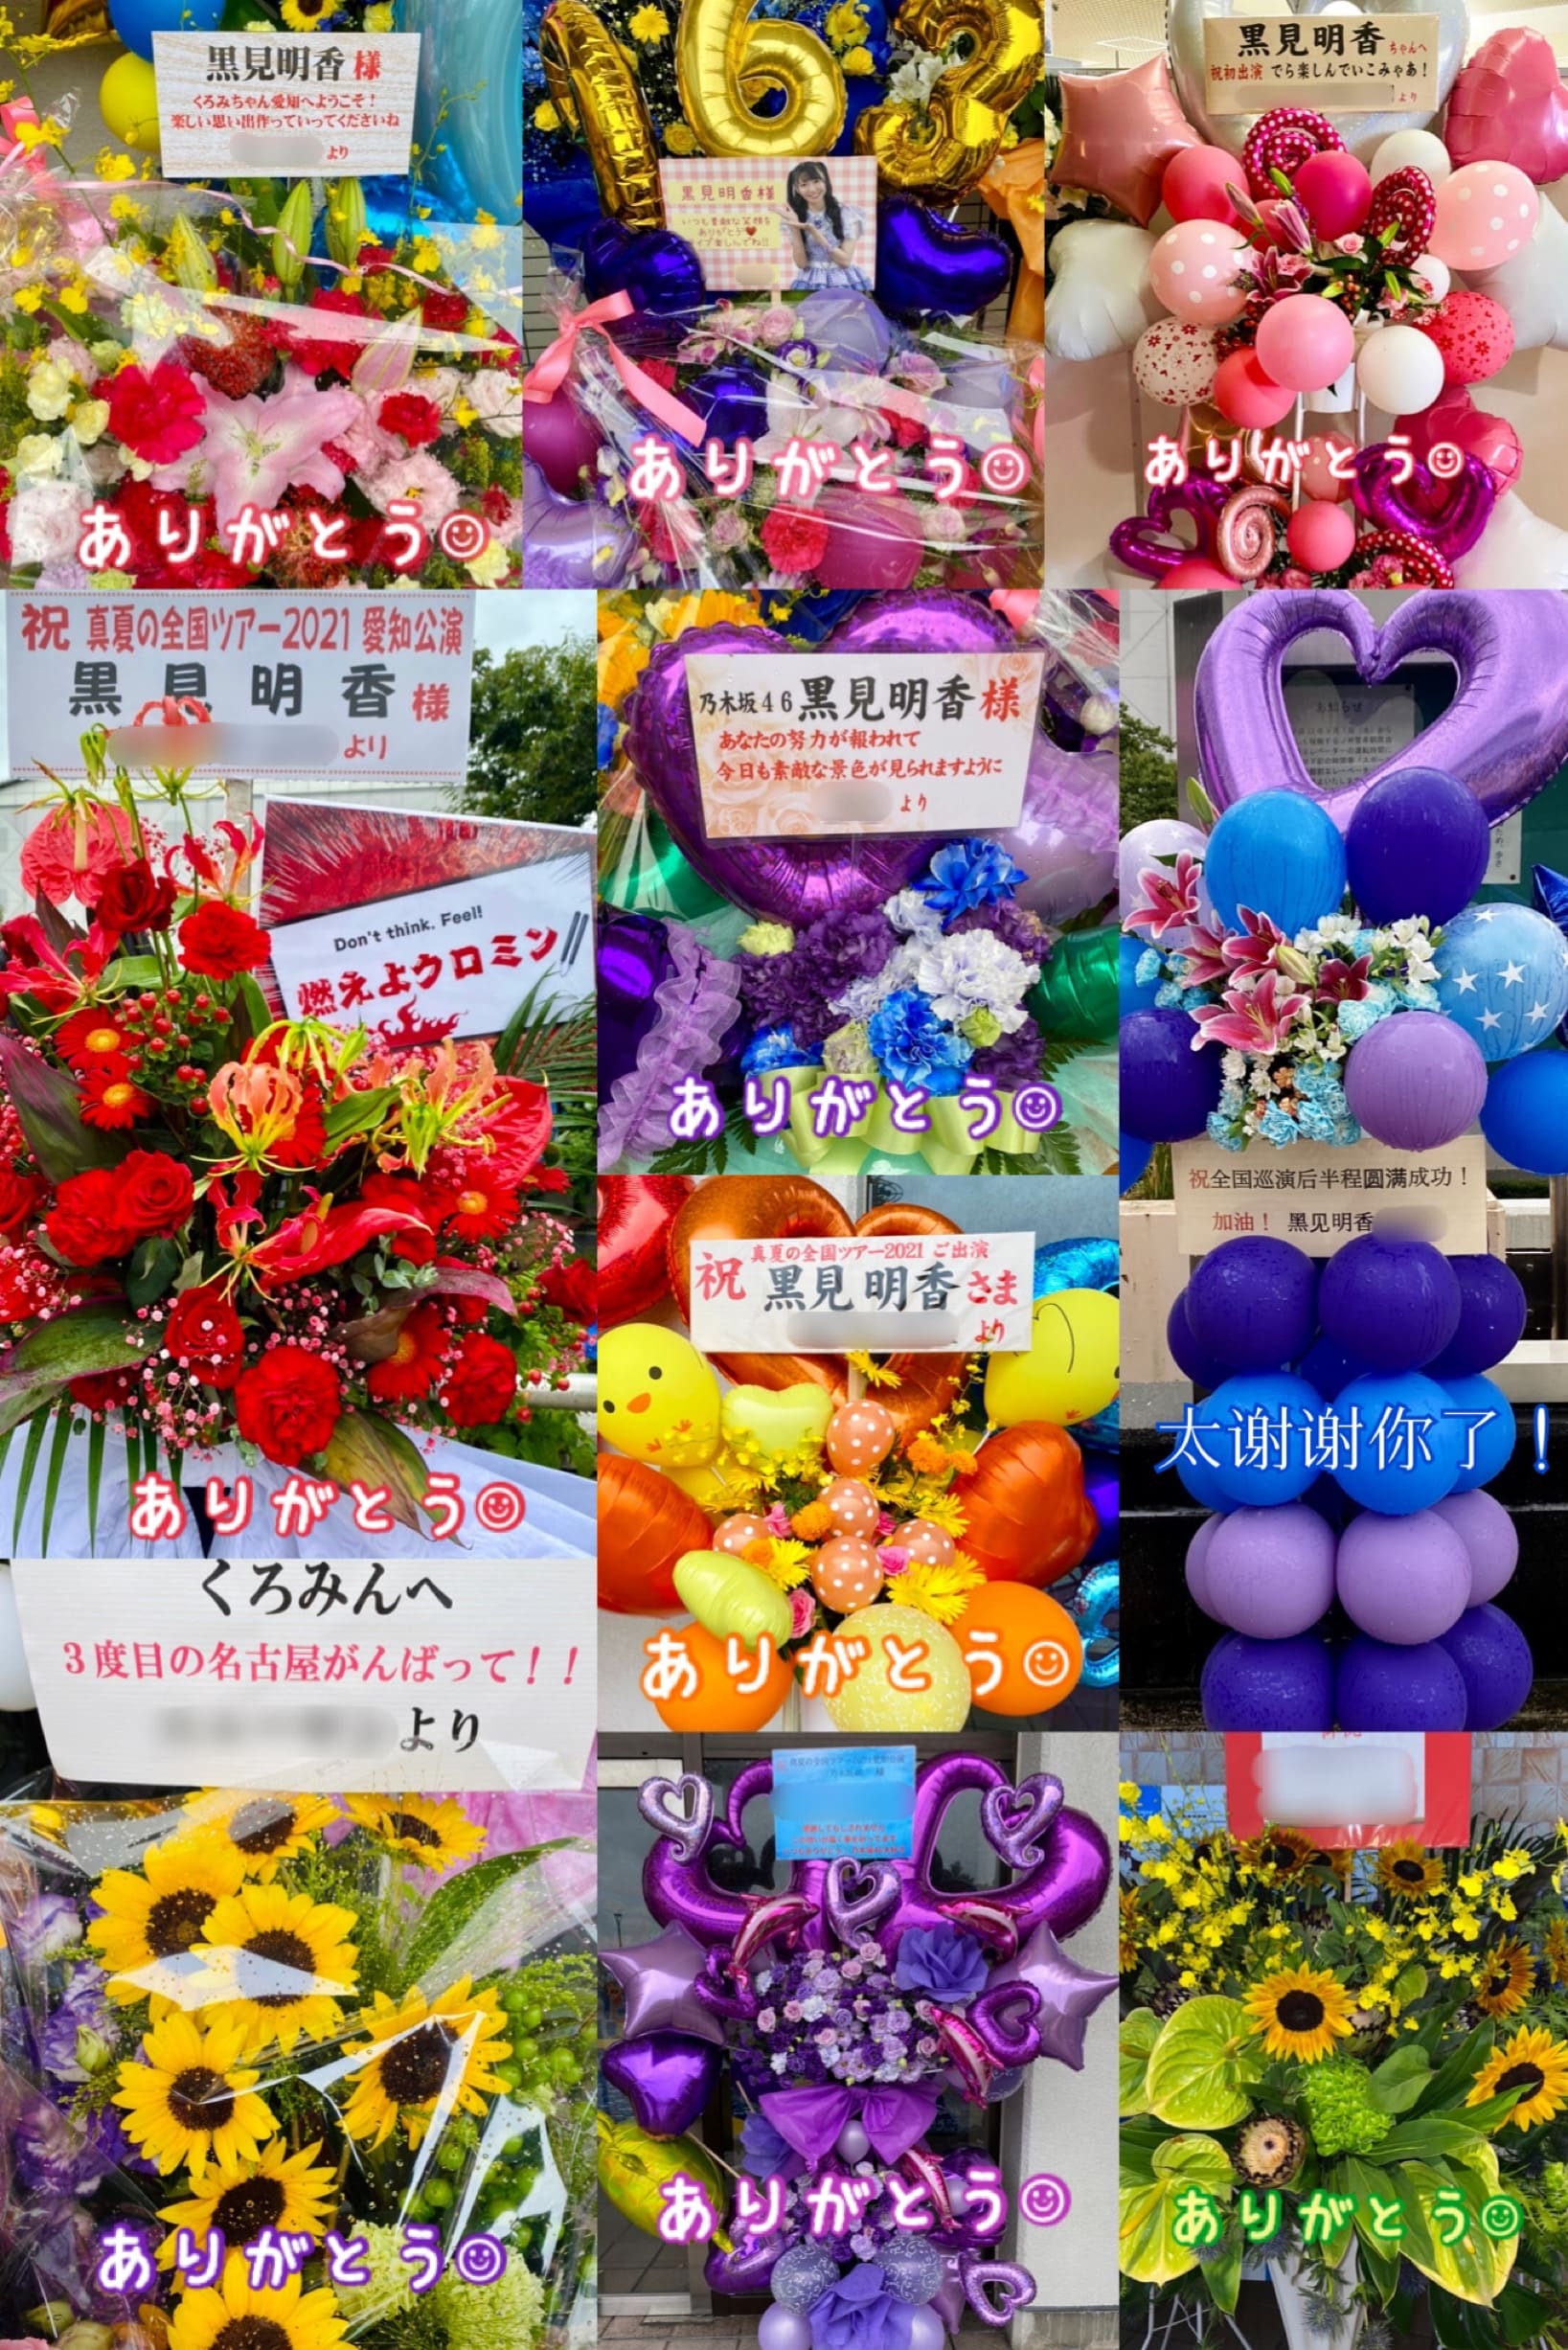 黒見明香様
くろみちゃん愛知へようこそ！
楽しい思い出作っていってくださいね
より
ありがとう
163
黒見明香様
いつも素敵な笑顔を
ありがとう♥
ライブ楽しんでね!!
ありがとう
黒見明香ちゃんへ
祝初出演 でら楽しんでいこみゃあ！
より
ありがとう
祝 真夏の全国ツアー2021 愛知公演
黒見明香様
より
Don't think. Feel!
燃えよクロミン
ありがとう
乃木坂46黒見明香様
あなたの努力が報われて
今日も素敵な景色が見られますように
より
ありがとう
お知らせ
祝全国巡演后半程圆满成功！
加油！ 黑见明香
太谢谢你了！
真夏の全国ツアー2021 ご出演
祝 黒見明香さま
より
ありがとう
くろみんへ
３度目の名古屋がんばって！！
より
ありがとう
ありがとう
ありがとう